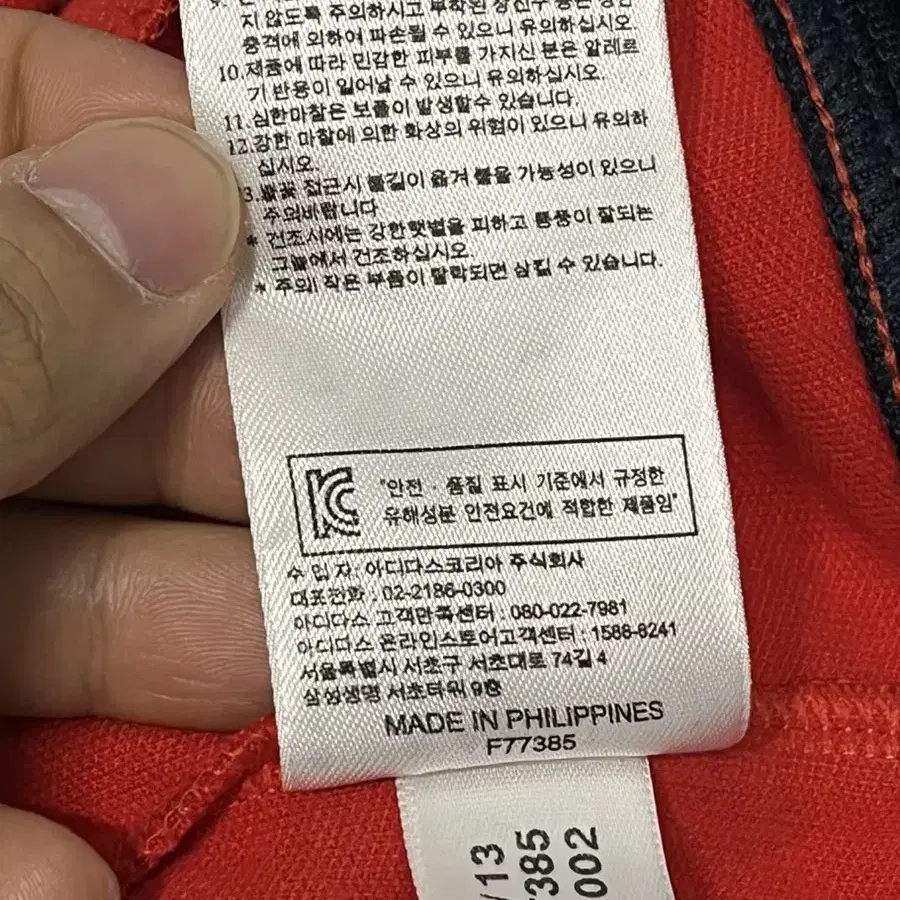 지 않도록 주의하시고 부착된 장신구 등은 강한
충격에 의하여 파손될 수 있으니 유의하십시오.
10.제품에 따라 민감한 피부를 가지신 분은 알레르
기 반응이 일어날 수 있으니 유의하십시오.
11.심한마찰은 보풀이 발생할수 있습니다.
12.강한 마찰에 의한 화상의 위험이 있으니 유의하
십시오.
3. 접근시 불길이 옮겨 붙을 가능성이 있으니
주의바랍니다
* 건조시에는 강한햇볕을 피하고 통풍이 잘되는
그늘에서 건조하십시오.
* 주의! 작은 부품이 탈락되면 삼킬 수 있습니다.
"안전 · 품질 표시 기준에서 규정한
유해성분 안전요건에 적합한 제품임"
수 입 자: 아디다스코리아 주식회사
대표전화 : 02-2186-0300
아디다스 고객만족센터 : 080-022-7981
아디다스 온라인스토어고객센터 : 1588-8241
서울특별시 서초구 서초대로 74길 4
삼성생명 서초타워 9층
MADE IN PHILIPPINES
F77385
/13
385
002